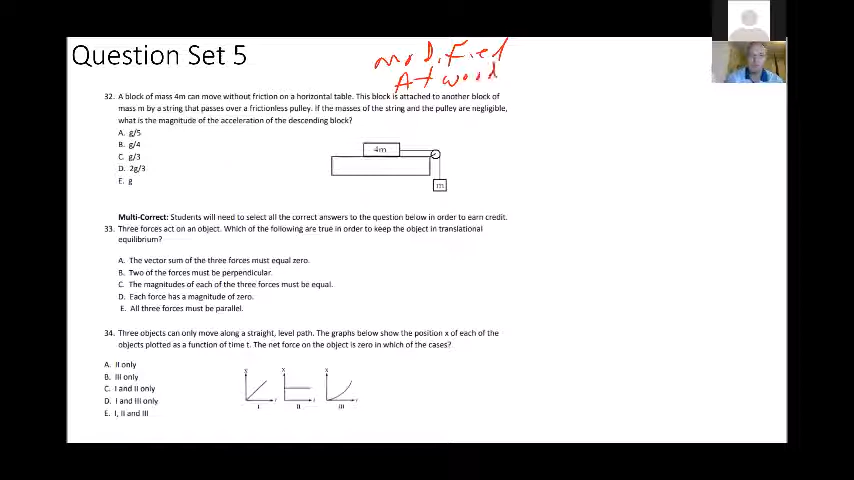 Question Set 5
modified
Atwood
32. A block of mass 4m can move without friction on a horizontal table. This block is attached to another block of
mass m by a string that passes over a frictionless pulley. If the masses of the string and the pulley are negligible,
what is the magnitude of the acceleration of the descending block?
A. g/5
B. g/4
C. g/3
D. 2g/3
E. g
4m
m
Multi-Correct: Students will need to select all the correct answers to the question below in order to earn credit.
33. Three forces act on an object. Which of the following are true in order to keep the object in translational
equilibrium?
A. The vector sum of the three forces must equal zero.
B. Two of the forces must be perpendicular.
C. The magnitudes of each of the three forces must be equal.
D. Each force has a magnitude of zero.
E. All three forces must be parallel.
34. Three objects can only move along a straight, level path. The graphs below show the position x of each of the
objects plotted as a function of time t. The net force on the object is zero in which of the cases?
A. II only
B. III only
C. I and II only
D. I and III only
E. I, II and III
x x x
t t t
I II III